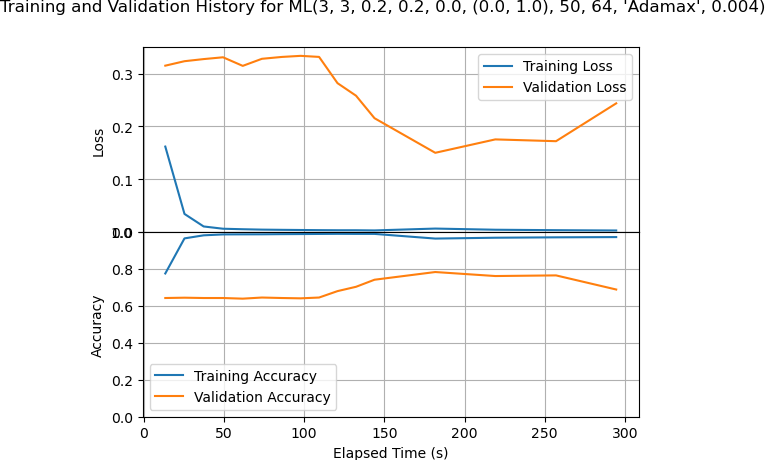 Training and Validation History for ML(3, 3, 0.2, 0.2, 0.0, (0.0, 1.0), 50, 64, 'Adamax', 0.004)
Training Loss
Validation Loss
Loss
0.3
0.2
0.1
0.0
1.0
0.8
0.6
0.4
0.2
0.0
Accuracy
Training Accuracy
Validation Accuracy
0 50 100 150 200 250 300
Elapsed Time (s)